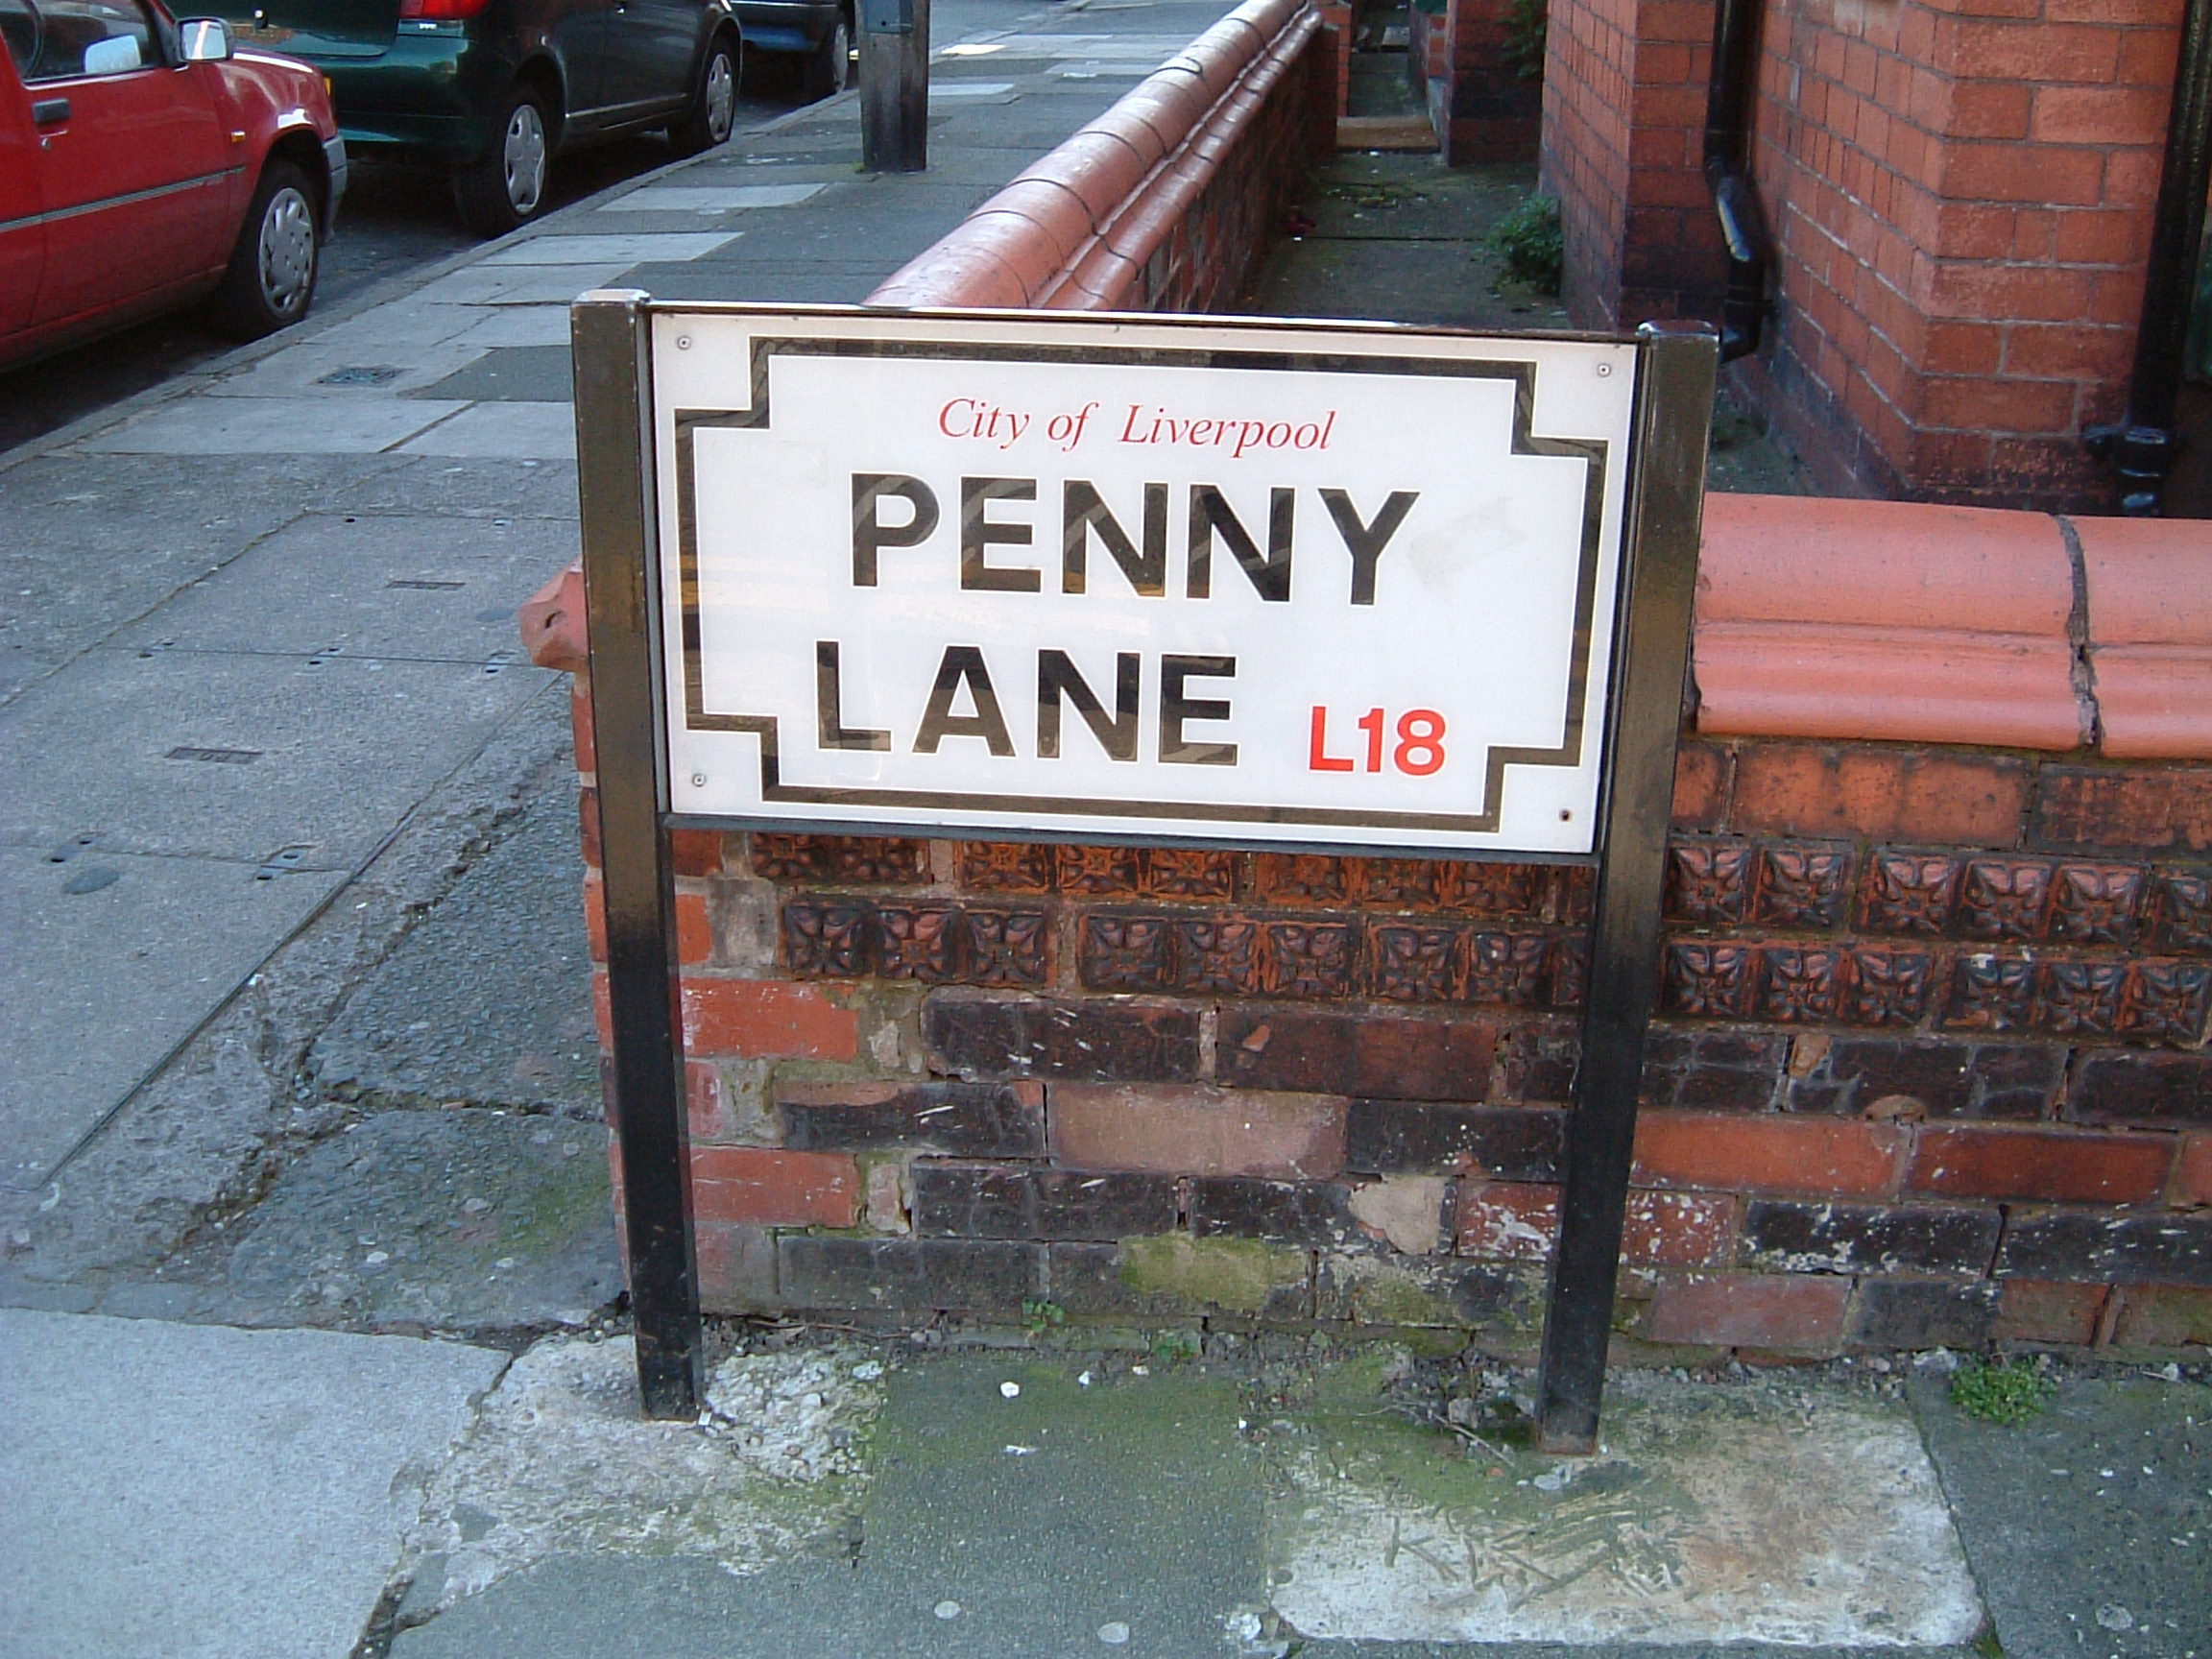 City of Liverpool
PENNY
LANE L18